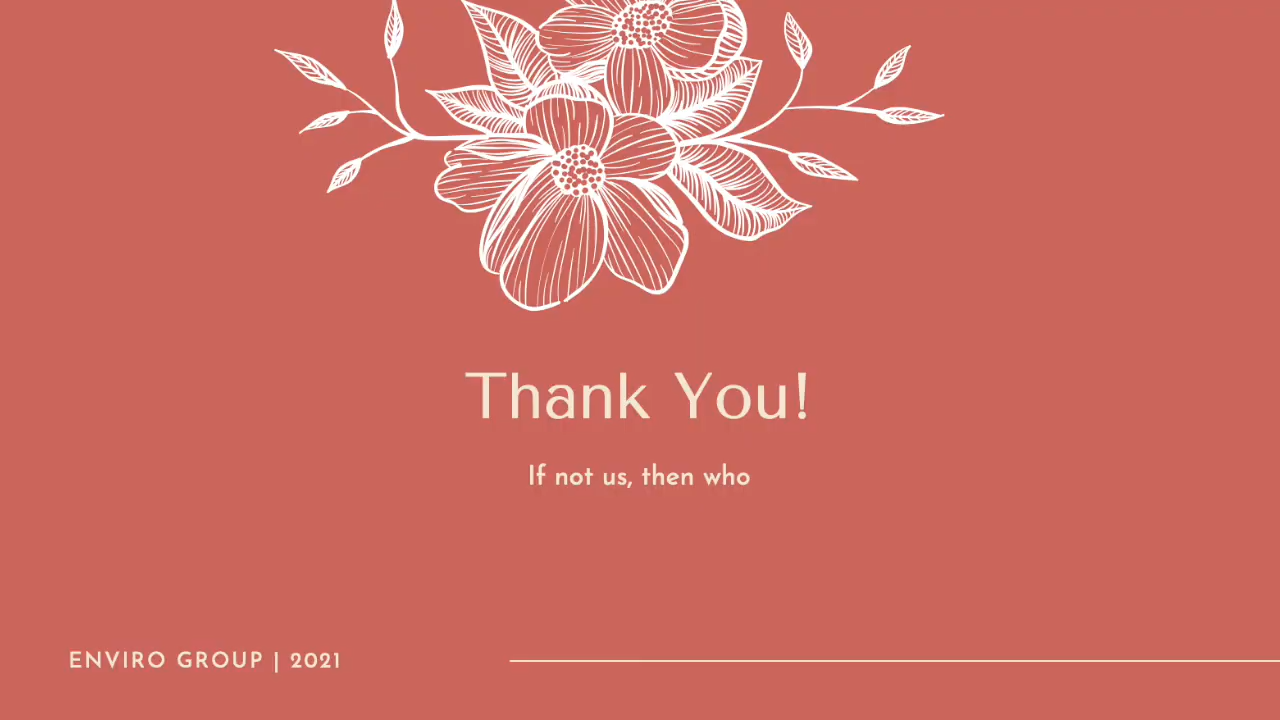 Thank You!
If not us, then who
ENVIRO GROUP | 2021